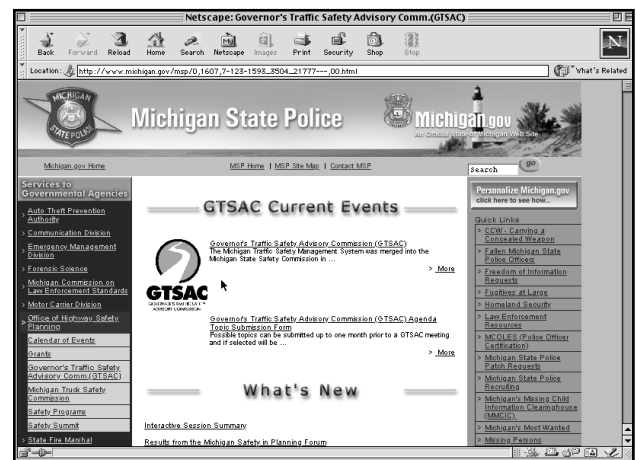 Netscape: Governor's Traffic Safety Advisory Comm.(GTSAC)
Back Forward Reload Home Search Netscape Images Print Security Shop Stop
N
Location: http://www.michigan.gov/msp/0,1607,7-123-1593_3504_21777---,00.html
What's Related
MICHIGAN
STATE POLICE
Michigan State Police
Michigan.gov
An Official State of Michigan Web Site
Michigan.gov Home
MSP Home | MSP Site Map | Contact MSP
Search
go
Services to
Governmental Agencies
> Auto Theft Prevention
Authority
> Communication Division
> Emergency Management
Division
> Forensic Science
> Michigan Commission on
Law Enforcement Standards
> Motor Carrier Division
> Office of Highway Safety
Planning
Calendar of Events
Grants
Governor's Traffic Safety
Advisory Comm.(GTSAC)
Michigan Truck Safety
Commission
Safety Programs
Safety Summit
> State Fire Marshal
GTSAC Current Events
GTSAC
GOVERNOR'S TRAFFIC SAFETY
ADVISORY COMMISSION
Governor's Traffic Safety Advisory Commission (GTSAC)
The Michigan Traffic Safety Management System was merged into the
Michigan State Safety Commission in ...
> More
Governor's Traffic Safety Advisory Commission (GTSAC) Agenda
Topic Submission Form
Possible topics can be submitted up to one month prior to a GTSAC meeting
and if selected will be ...
> More
What's New
Interactive Session Summary
Results from the Michigan Safety in Planning Forum
Personalize Michigan.gov
click here to see how...
Quick Links
> CCW - Carrying a
Concealed Weapon
> Fallen Michigan State
Police Officers
> Freedom of Information
Requests
> Fugitives at Large
> Homeland Security
> Law Enforcement
Resources
> MCOLES (Police Officer
Certification)
> Michigan State Police
Patch Requests
> Michigan State Police
Recruiting
> Michigan's Missing Child
Information Clearinghouse
(MMCIC)
> Michigan's Most Wanted
> Missing Persons